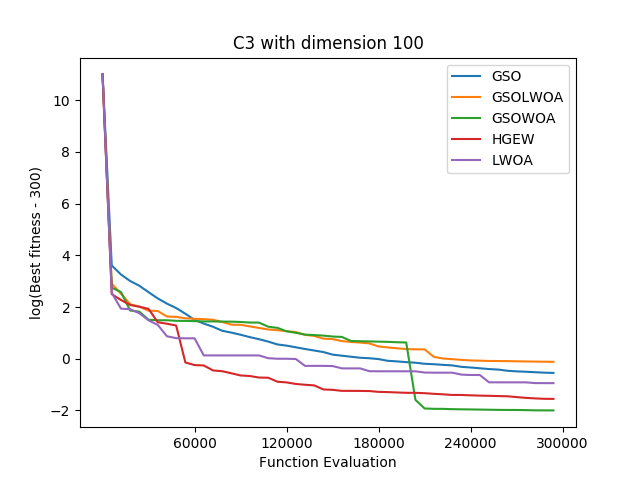 C3 with dimension 100
log(Best fitness - 300)
10
8
6
4
2
0
−2
GSO
GSOLWOA
GSOWOA
HGEW
LWOA
60000 120000 180000 240000 300000
Function Evaluation